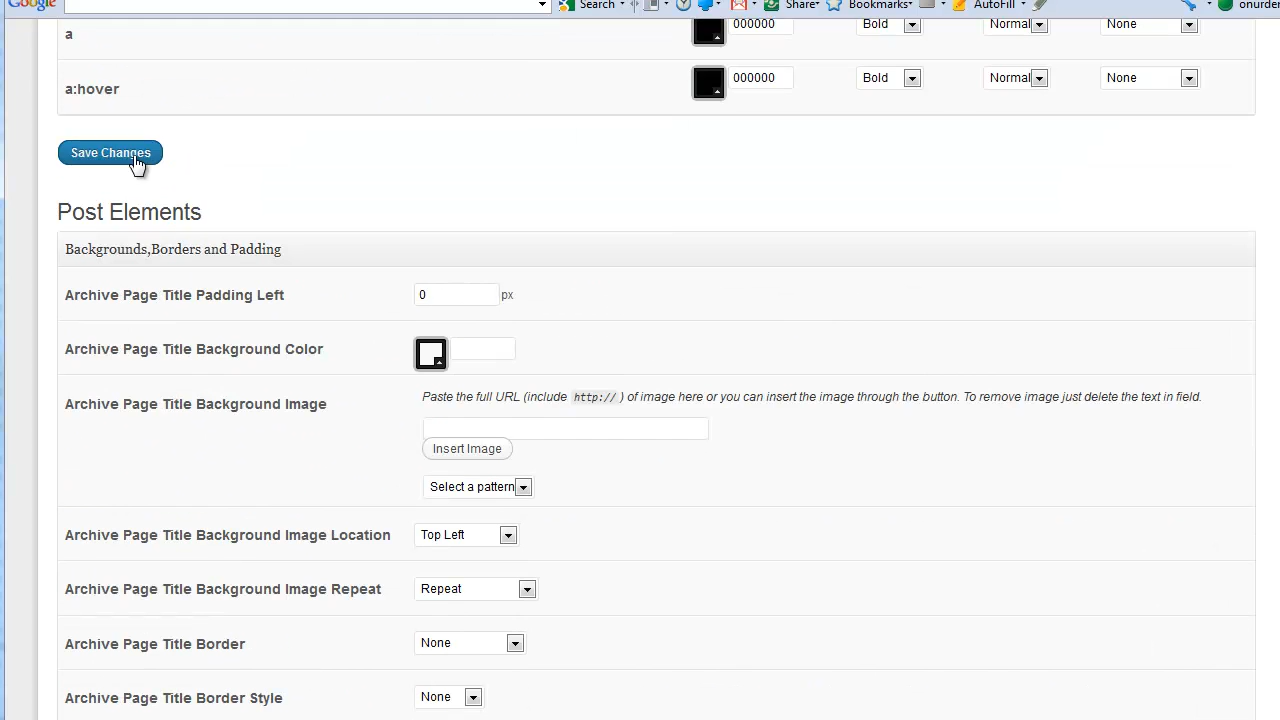 Google Search Share Bookmarks AutoFill onurder
a 000000 Bold Normal None
a:hover 000000 Bold Normal None
Save Changes
Post Elements
Backgrounds,Borders and Padding
Archive Page Title Padding Left 0 px
Archive Page Title Background Color
Archive Page Title Background Image Paste the full URL (include http:// ) of image here or you can insert the image through the button. To remove image just delete the text in field.
Insert Image
Select a pattern
Archive Page Title Background Image Location Top Left
Archive Page Title Background Image Repeat Repeat
Archive Page Title Border None
Archive Page Title Border Style None